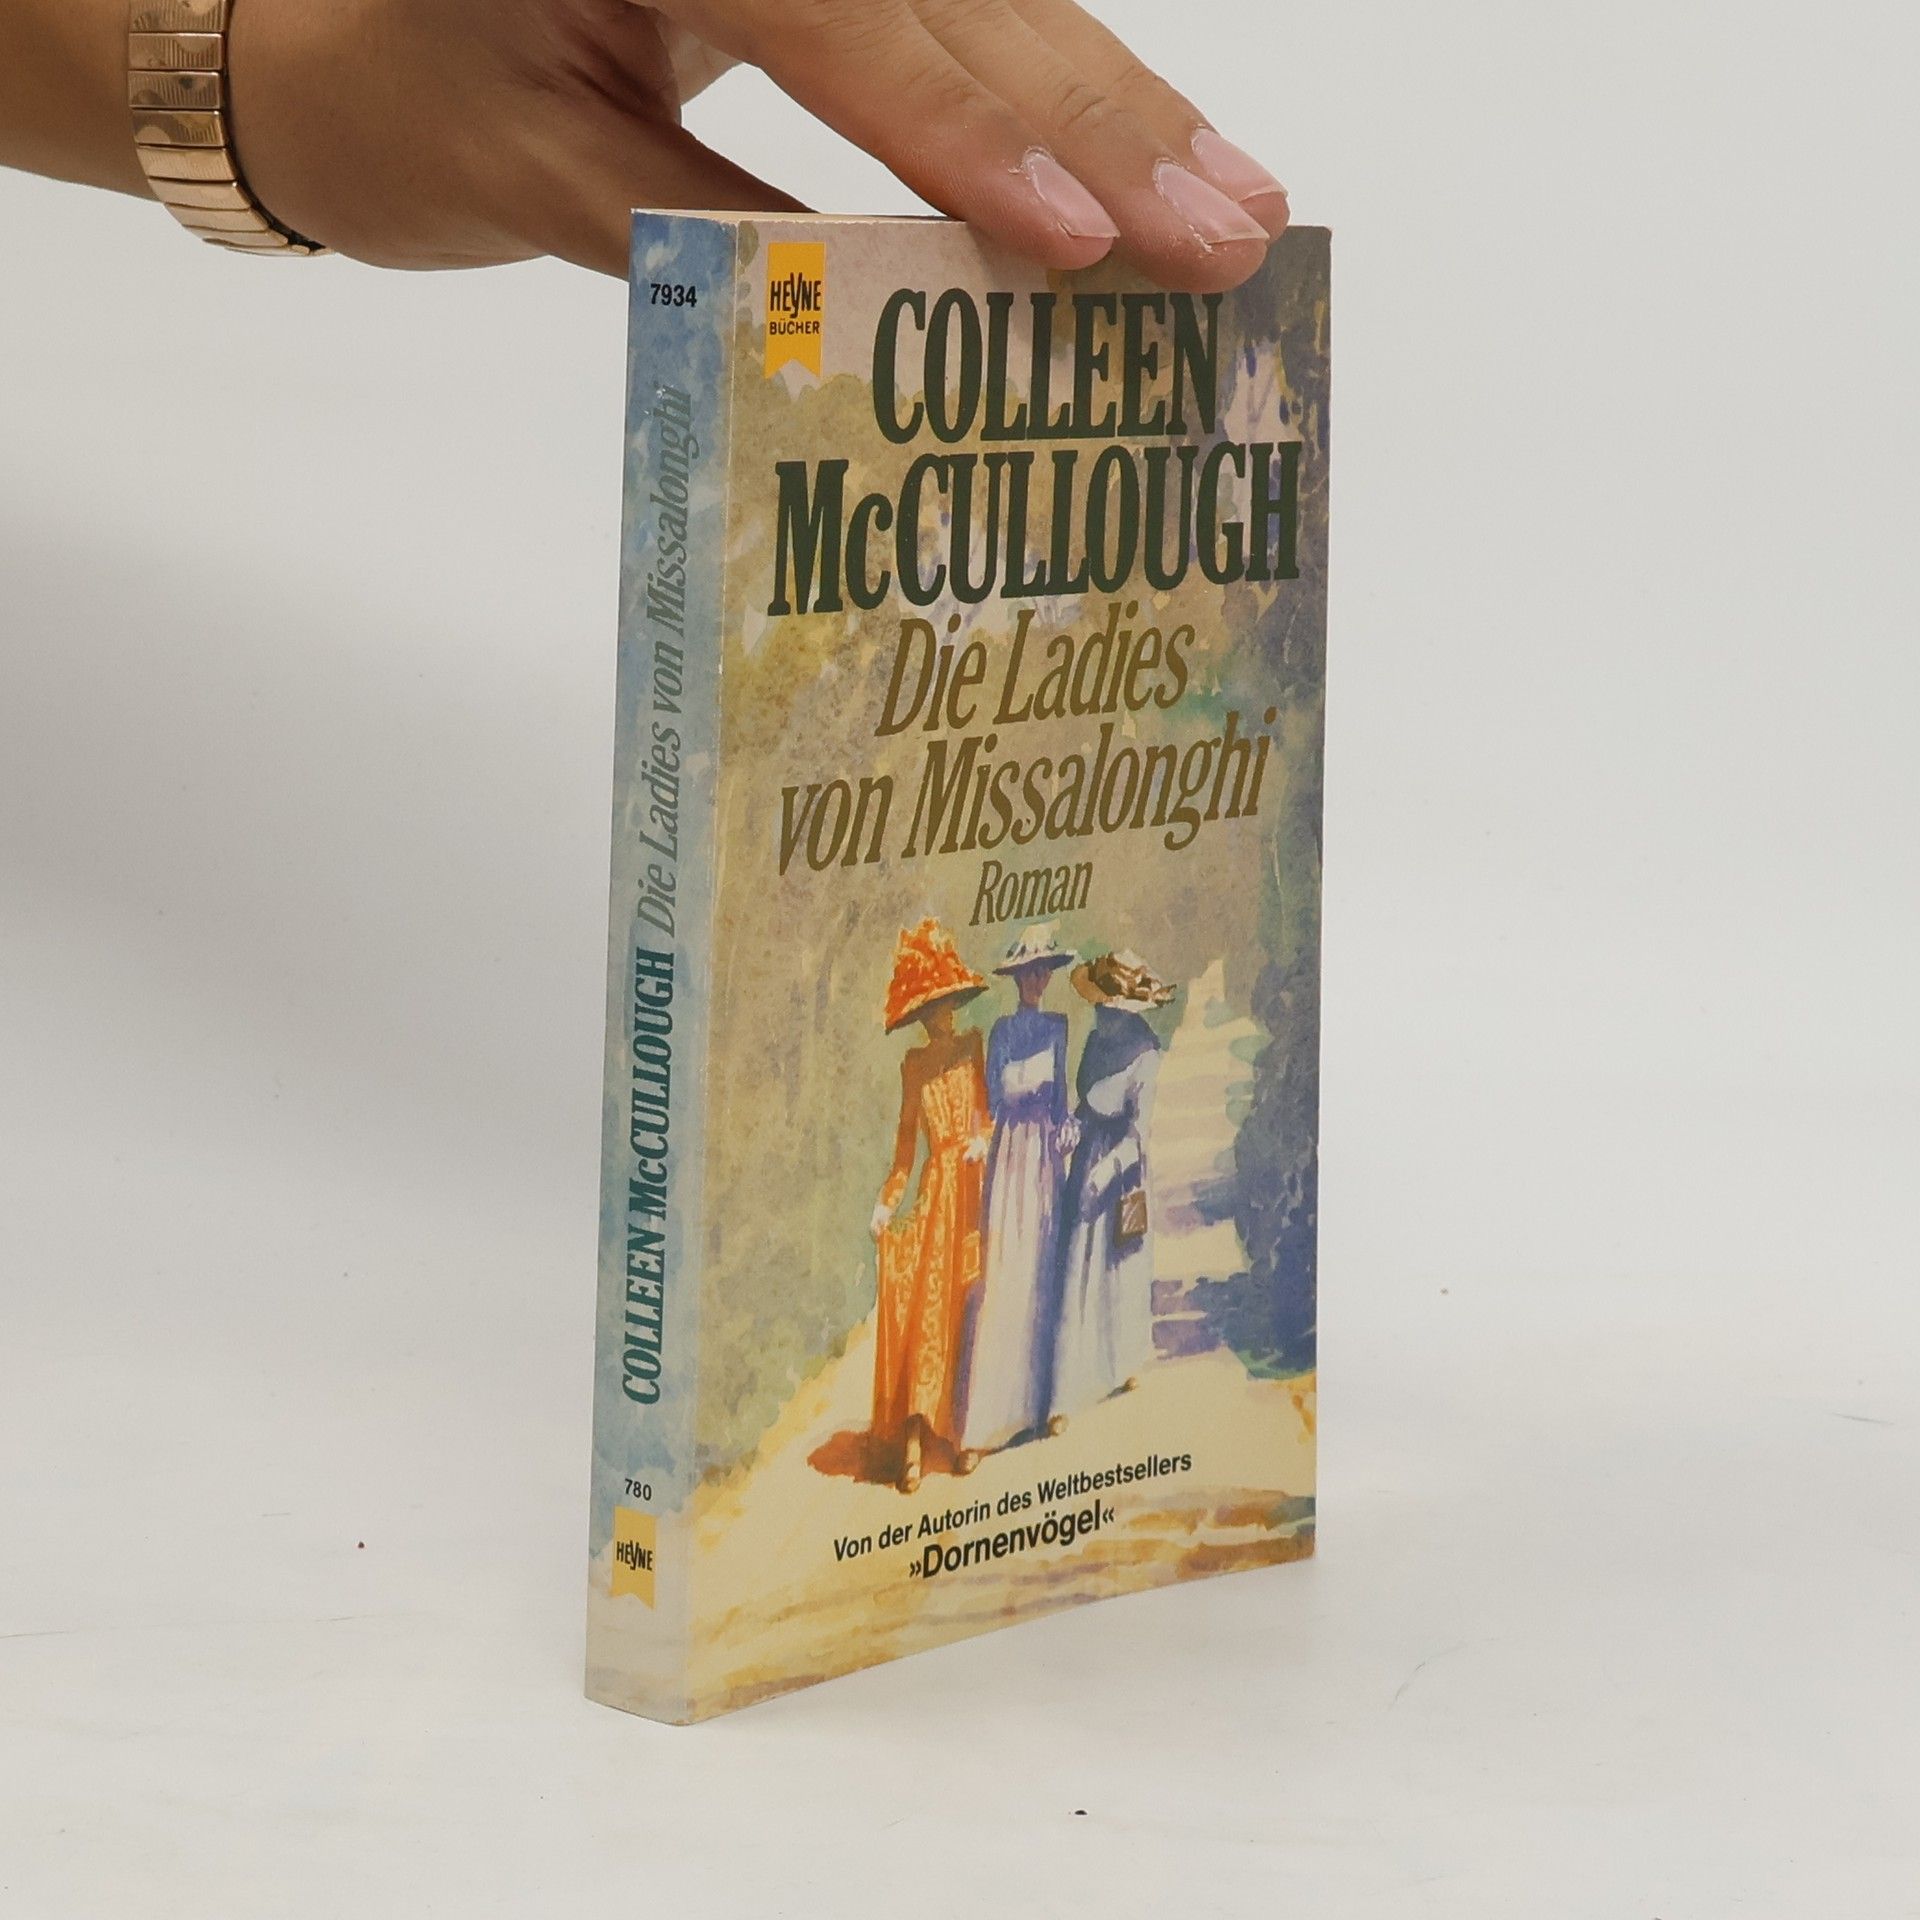 7934
COLLEEN McCULLOUGH Die Ladies von Missalonghi
780
HEYNE
HEYNE
BÜCHER
COLLEEN
McCULLOUGH
Die Ladies
von Missalonghi
Roman
Von der Autorin des Weltbestsellers
»Dornenvögel«